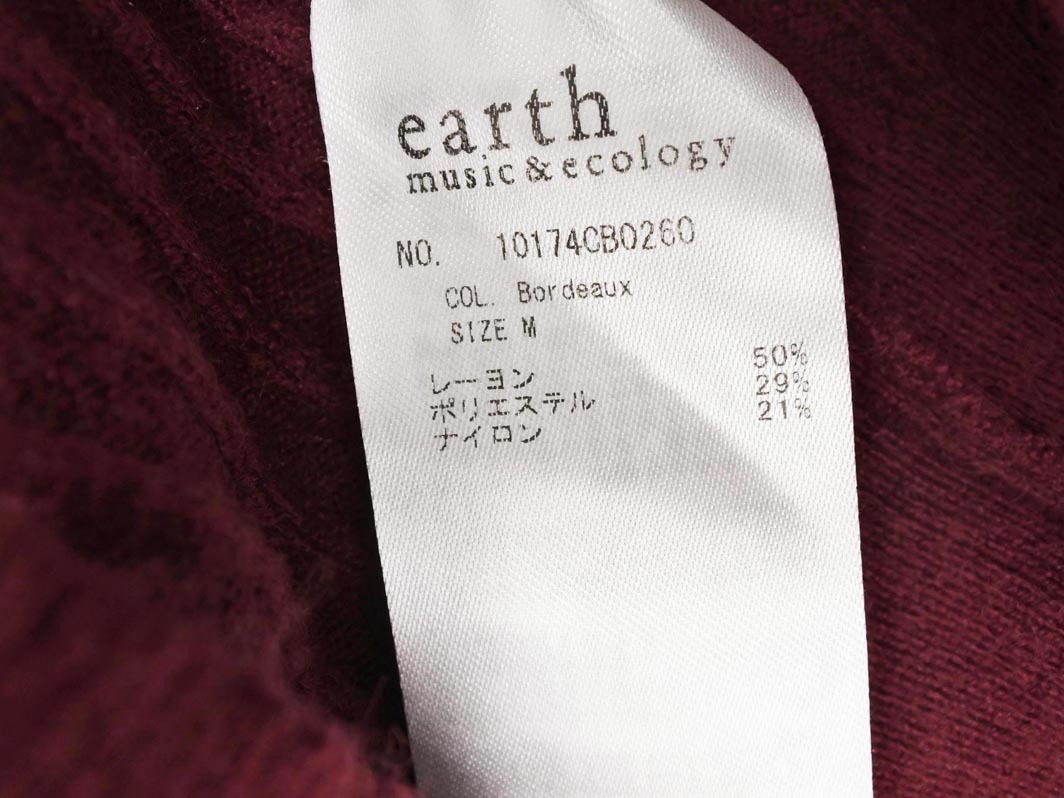 earth
music&ecology
NO. 10174CB0260
COL. Bordeaux
SIZE M
レーヨン 50%
ポリエステル 29%
ナイロン 21%